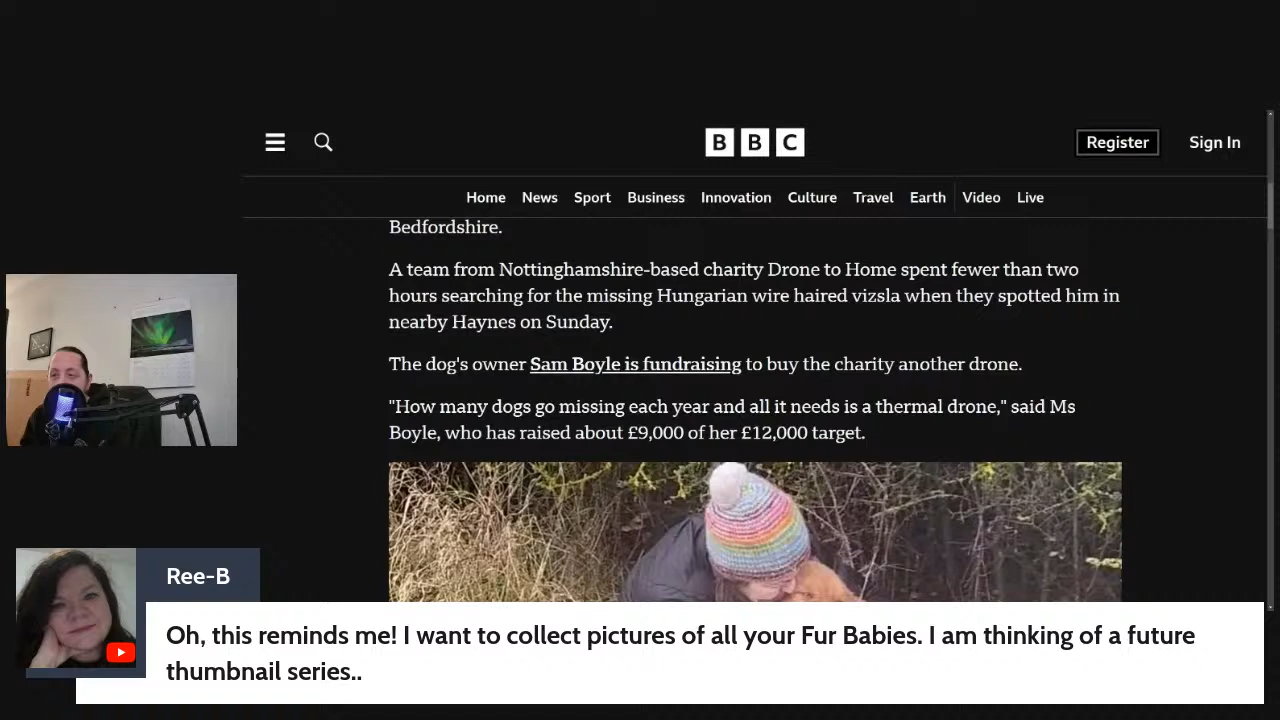 BBC
Register
Sign In
Home News Sport Business Innovation Culture Travel Earth Video Live
Bedfordshire.
A team from Nottinghamshire-based charity Drone to Home spent fewer than two
hours searching for the missing Hungarian wire haired vizsla when they spotted him in
nearby Haynes on Sunday.
The dog's owner Sam Boyle is fundraising to buy the charity another drone.
"How many dogs go missing each year and all it needs is a thermal drone," said Ms
Boyle, who has raised about £9,000 of her £12,000 target.
Ree-B
Oh, this reminds me! I want to collect pictures of all your Fur Babies. I am thinking of a future
thumbnail series..